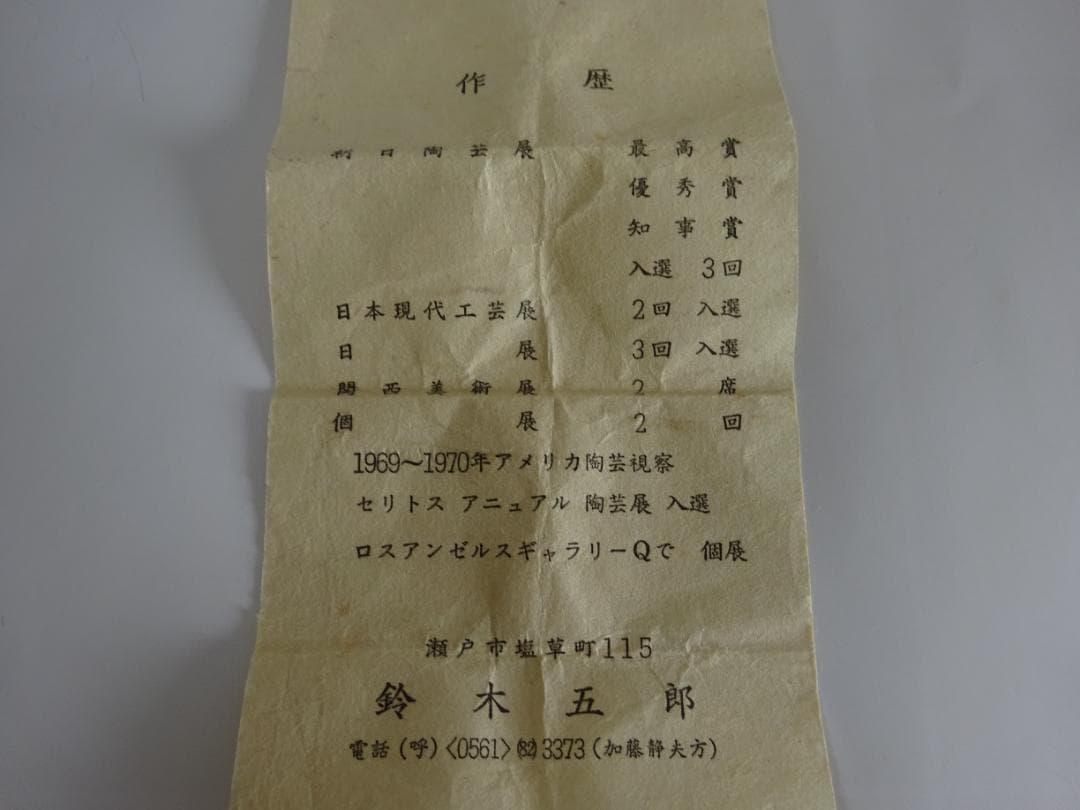 作歴
新日陶芸展 最高賞
優秀賞
知事賞
入選 3回
日本現代工芸展 2回 入選
日展 3回 入選
関西美術展 2席
個展 2回
1969～1970年アメリカ陶芸視察
セリトス アニュアル 陶芸展 入選
ロスアンゼルスギャラリーQで 個展
瀬戸市塩草町115
鈴木五郎
電話(呼)<0561>(82)3373(加藤静夫方)